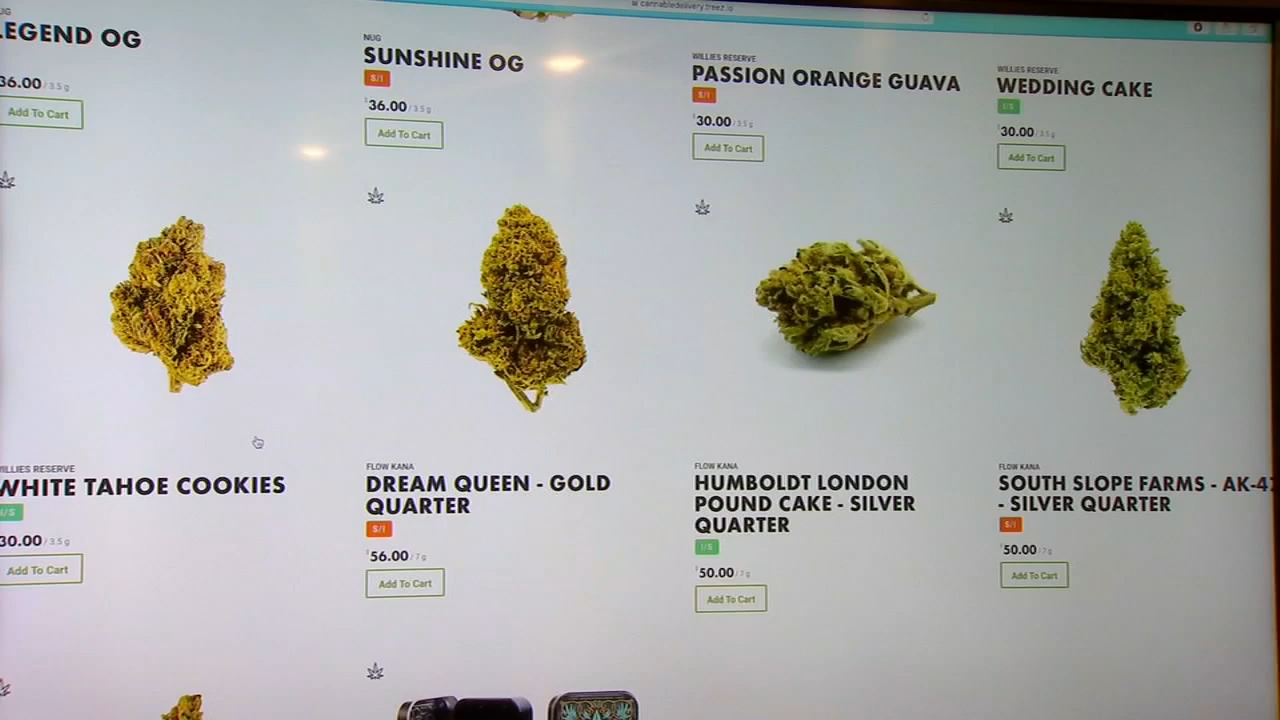 cannabledelivery.treez.io
LEGEND OG
36.00 / 3.5 g
Add To Cart
NUG
SUNSHINE OG
S/I
$36.00 / 3.5 g
Add To Cart
WILLIES RESERVE
PASSION ORANGE GUAVA
S/I
$30.00 / 3.5 g
Add To Cart
WILLIES RESERVE
WEDDING CAKE
I/S
$30.00 / 3.5 g
Add To Cart
WILLIES RESERVE
WHITE TAHOE COOKIES
I/S
30.00 / 3.5 g
Add To Cart
FLOW KANA
DREAM QUEEN - GOLD
QUARTER
S/I
$56.00 / 7 g
Add To Cart
FLOW KANA
HUMBOLDT LONDON
POUND CAKE - SILVER
QUARTER
I/S
$50.00 / 7 g
Add To Cart
FLOW KANA
SOUTH SLOPE FARMS - AK-47
- SILVER QUARTER
S/I
$50.00 / 7 g
Add To Cart